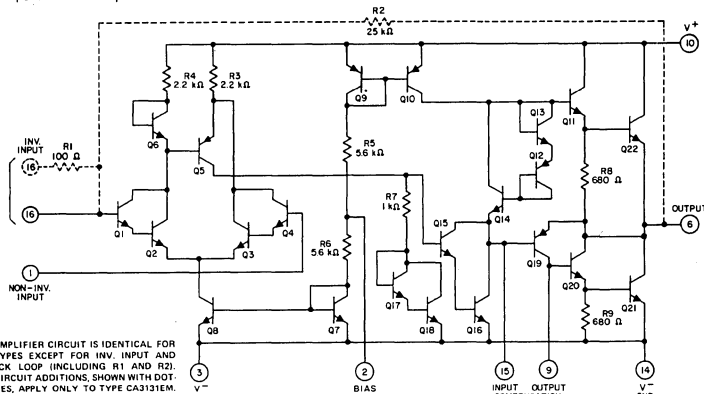 R2
25 kΩ
V+
10
R4
2.2 kΩ
R3
2.2 kΩ
Q9
Q10
Q13
Q11
Q6
Q12
Q22
INV.
INPUT
R1
100 Ω
16
Q5
R5
5.6 kΩ
R8
680 Ω
OUTPUT
6
16
R7
1 kΩ
Q14
Q15
Q1
Q4
Q2
Q3
R6
5.6 kΩ
Q19
Q20
1
NON-INV.
INPUT
Q17
Q18
Q16
R9
680 Ω
Q21
Q8
Q7
MPLIFIER CIRCUIT IS IDENTICAL FOR
YPES EXCEPT FOR INV. INPUT AND
CK LOOP (INCLUDING R1 AND R2).
IRCUIT ADDITIONS, SHOWN WITH DOT-
ES, APPLY ONLY TO TYPE CA3131EM.
3
V-
2
BIAS
15
INPUT
9
OUTPUT
14
V-